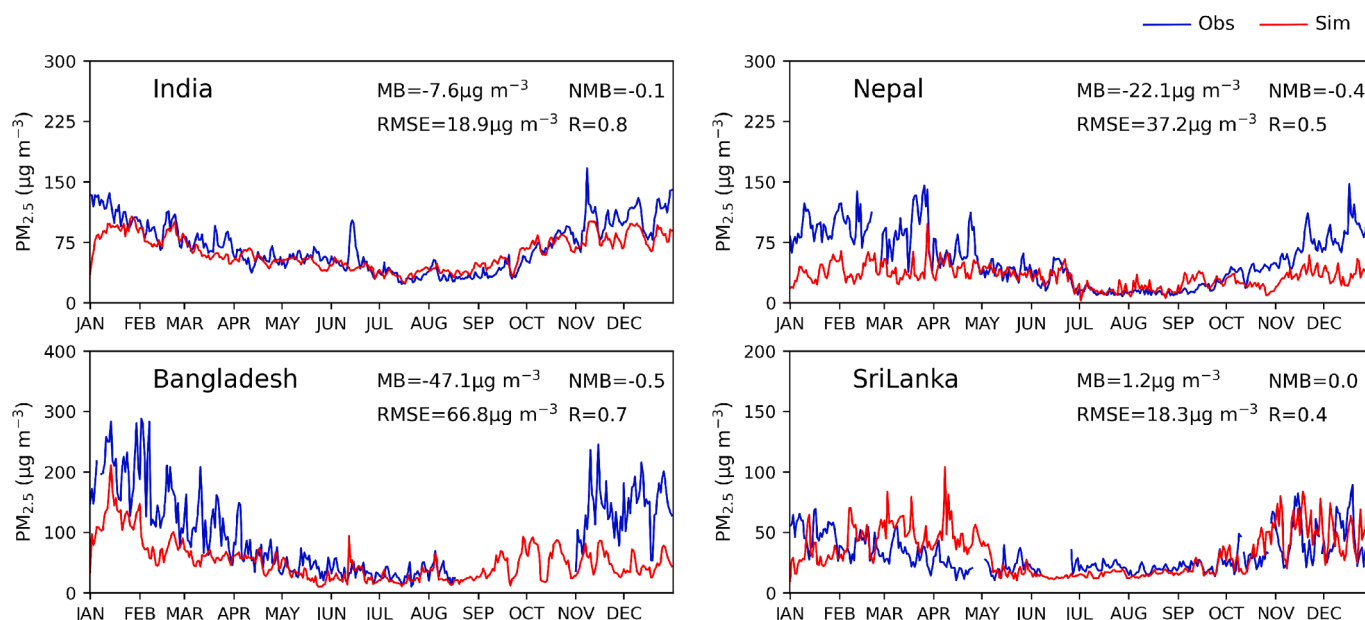 Obs Sim
300
225
150
75
0
PM2.5 (µg m−3)
India
MB=-7.6µg m−3 NMB=-0.1
RMSE=18.9µg m−3 R=0.8
JAN FEB MAR APR MAY JUN JUL AUG SEP OCT NOV DEC
300
225
150
75
0
PM2.5 (µg m−3)
Nepal
MB=-22.1µg m−3 NMB=-0.4
RMSE=37.2µg m−3 R=0.5
JAN FEB MAR APR MAY JUN JUL AUG SEP OCT NOV DEC
400
300
200
100
0
PM2.5 (µg m−3)
Bangladesh
MB=-47.1µg m−3 NMB=-0.5
RMSE=66.8µg m−3 R=0.7
JAN FEB MAR APR MAY JUN JUL AUG SEP OCT NOV DEC
200
150
100
50
0
PM2.5 (µg m−3)
SriLanka
MB=1.2µg m−3 NMB=0.0
RMSE=18.3µg m−3 R=0.4
JAN FEB MAR APR MAY JUN JUL AUG SEP OCT NOV DEC